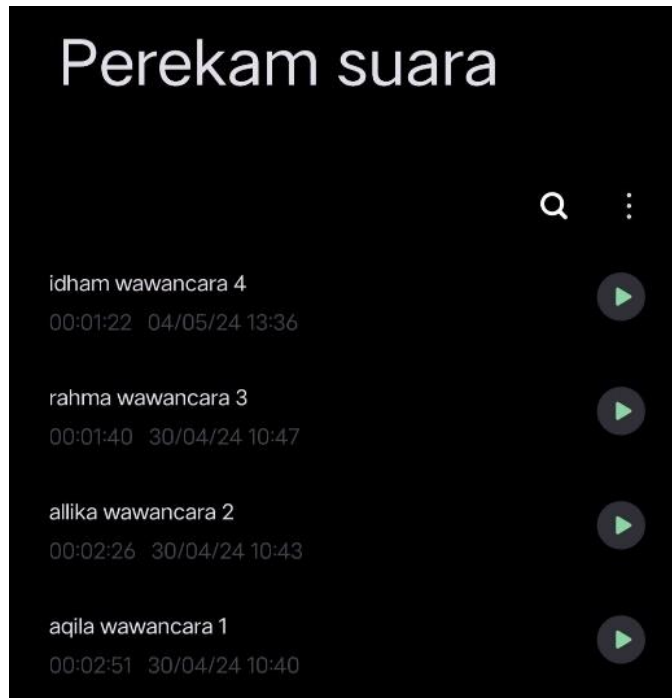 Perekam suara
idham wawancara 4
00:01:22 04/05/24 13:36
rahma wawancara 3
00:01:40 30/04/24 10:47
allika wawancara 2
00:02:26 30/04/24 10:43
aqila wawancara 1
00:02:51 30/04/24 10:40